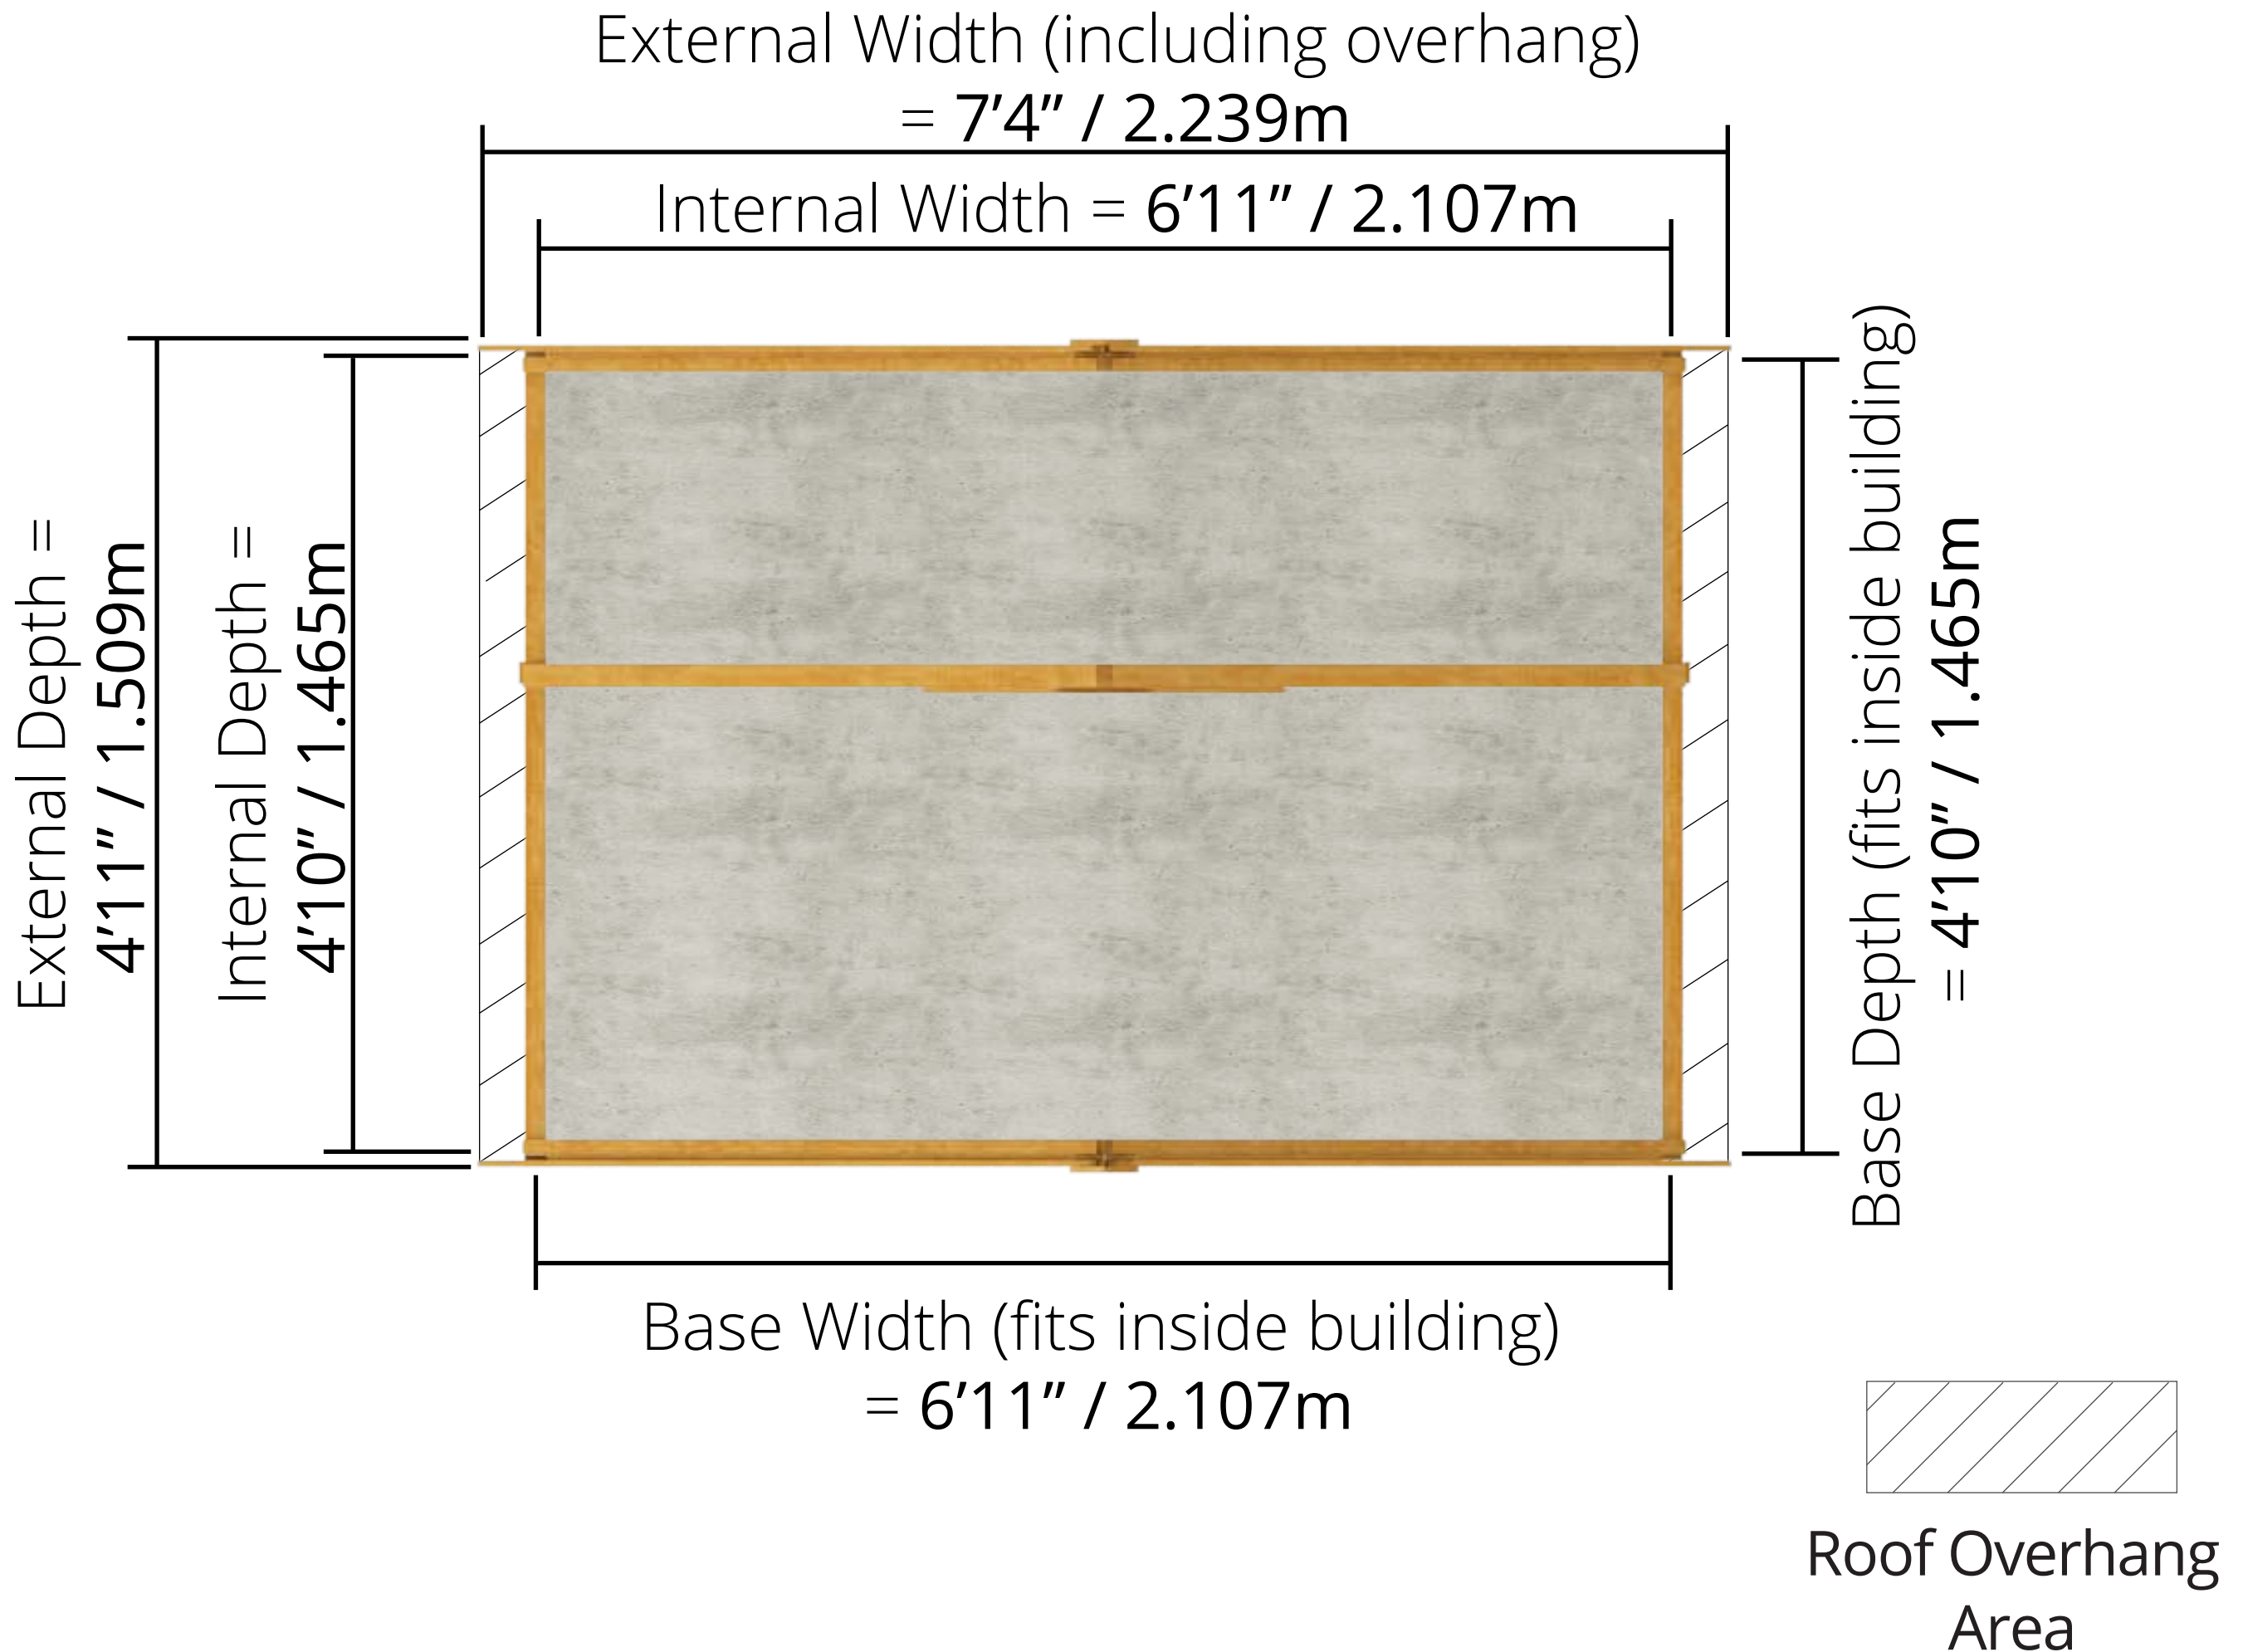 External Width (including overhang)
= 7’4” / 2.239m
Internal Width = 6’11” / 2.107m
External Depth =
4’11” / 1.509m
Internal Depth =
4’10” / 1.465m
Base Depth (fits inside building)
= 4’10” / 1.465m
Base Width (fits inside building)
= 6’11” / 2.107m
Roof Overhang
Area